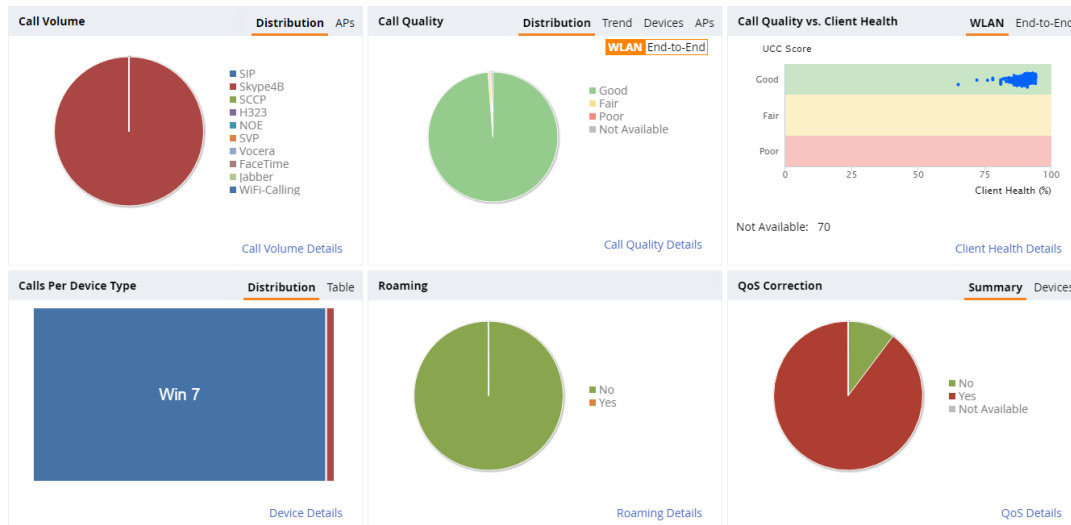 Call Volume
Distribution APs
SIP
Skype4B
SCCP
H323
NOE
SVP
Vocera
FaceTime
Jabber
WiFi-Calling
Call Volume Details
Call Quality
Distribution Trend Devices APs
WLAN End-to-End
Good
Fair
Poor
Not Available
Call Quality Details
Call Quality vs. Client Health
WLAN End-to-End
UCC Score
Good
Fair
Poor
0 25 50 75 100
Client Health (%)
Not Available: 70
Client Health Details
Calls Per Device Type
Distribution Table
Win 7
Device Details
Roaming
No
Yes
Roaming Details
QoS Correction
Summary Devices
No
Yes
Not Available
QoS Details